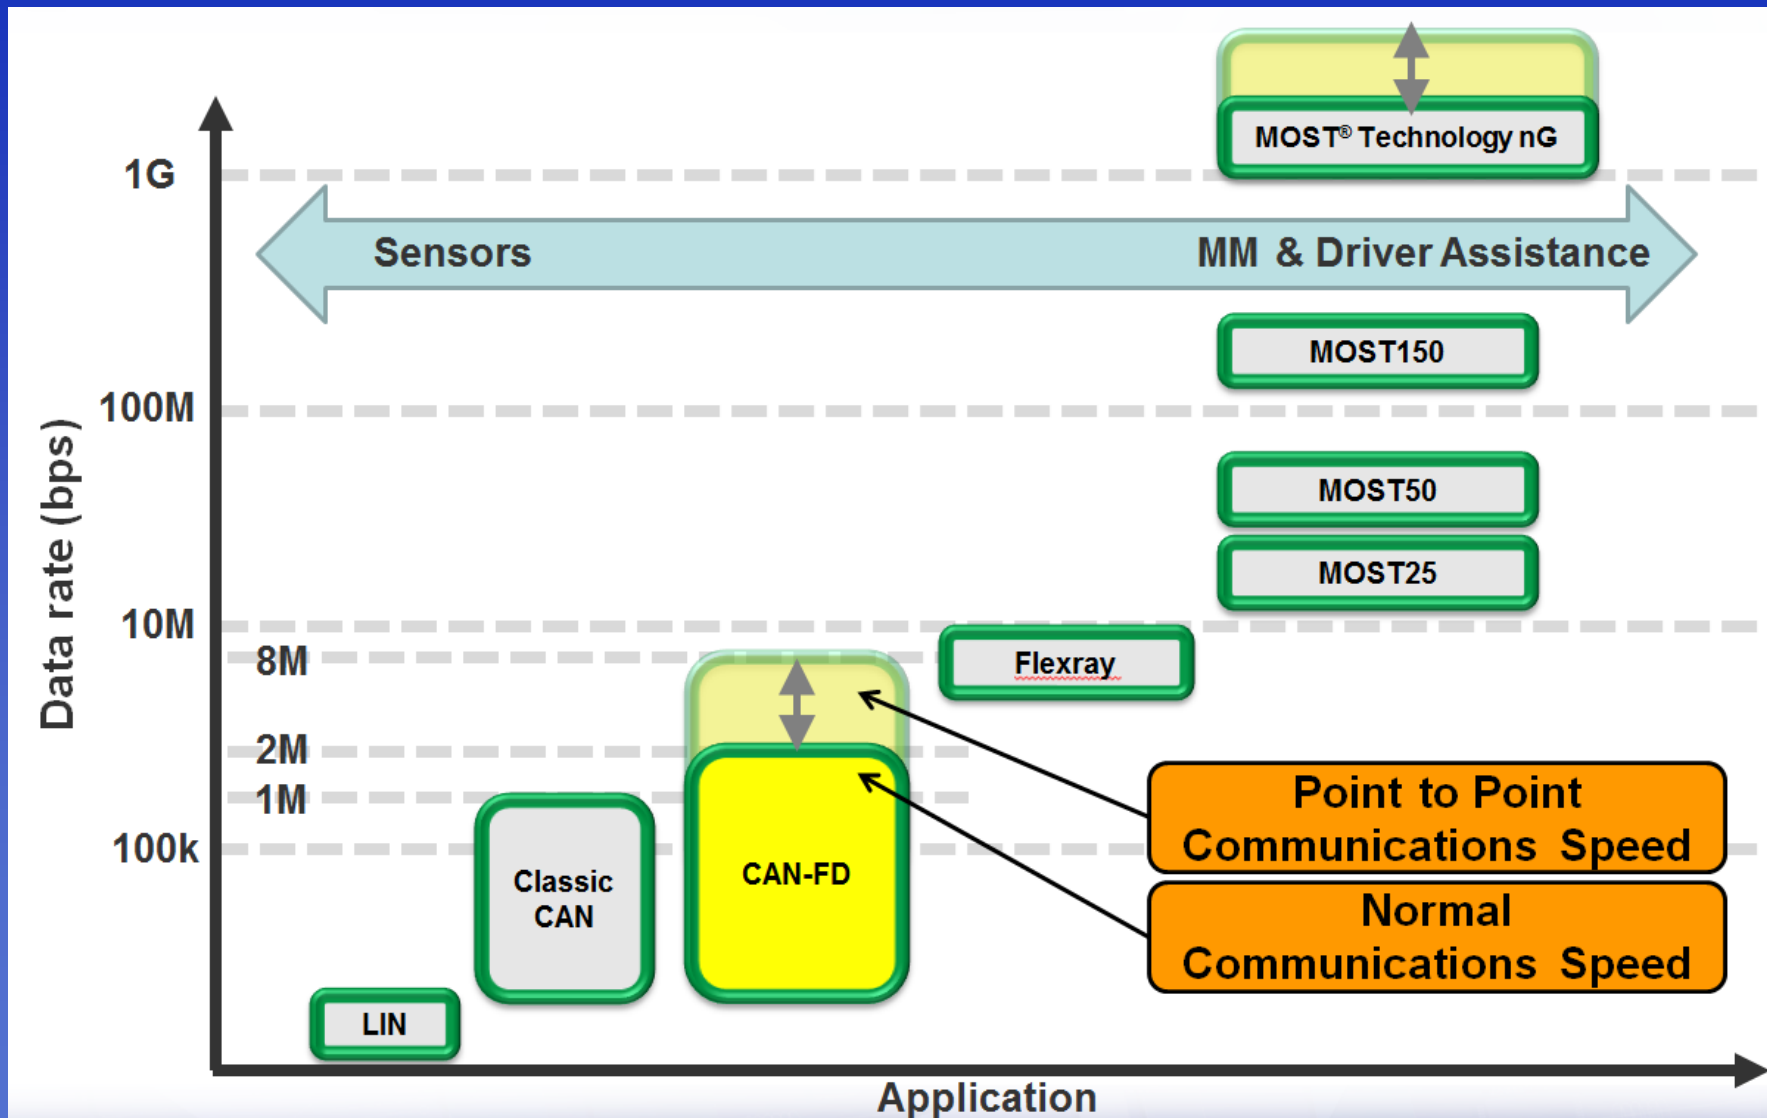 MOST® Technology nG
1G
Sensors
MM & Driver Assistance
MOST150
100M
MOST50
MOST25
10M
8M
Flexray
2M
1M
100k
Data rate (bps)
Point to Point
Communications Speed
Normal
Communications Speed
CAN-FD
Classic
CAN
LIN
Application